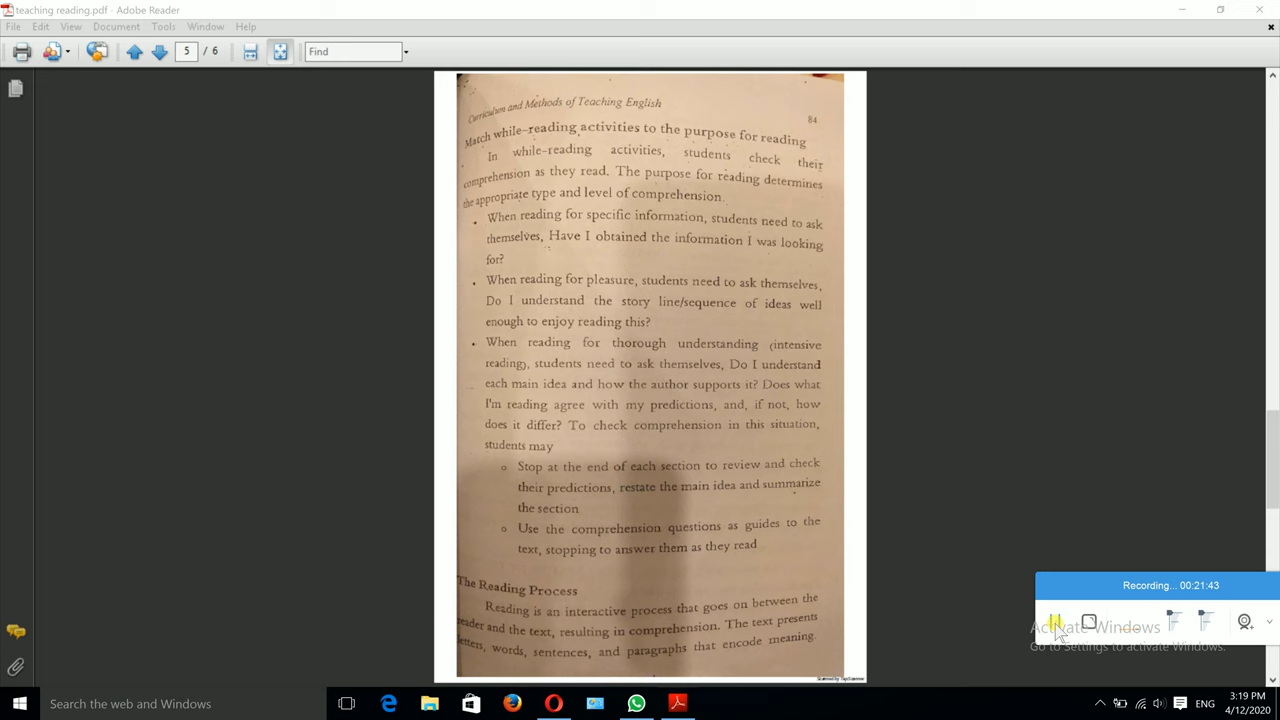 teaching reading.pdf - Adobe Reader
File Edit View Document Tools Window Help
5 / 6 Find
Curriculum and Methods of Teaching English
84
Match while-reading activities to the purpose for reading
In while-reading activities, students check their
comprehension as they read. The purpose for reading determines
the appropriate type and level of comprehension.
• When reading for specific information, students need to ask
themselves, Have I obtained the information I was looking
for?
• When reading for pleasure, students need to ask themselves,
Do I understand the story line/sequence of ideas well
enough to enjoy reading this?
• When reading for thorough understanding (intensive
reading), students need to ask themselves, Do I understand
each main idea and how the author supports it? Does what
I'm reading agree with my predictions, and, if not, how
does it differ? To check comprehension in this situation,
students may
o Stop at the end of each section to review and check
their predictions, restate the main idea and summarize
the section.
o Use the comprehension questions as guides to the
text, stopping to answer them as they read
The Reading Process
Reading is an interactive process that goes on between the
reader and the text, resulting in comprehension. The text presents
letters, words, sentences, and paragraphs that encode meaning.
Scanned by TapScanner
Recording... 00:21:43
Activate Windows
Go to Settings to activate Windows.
Search the web and Windows
ENG
3:19 PM
4/12/2020